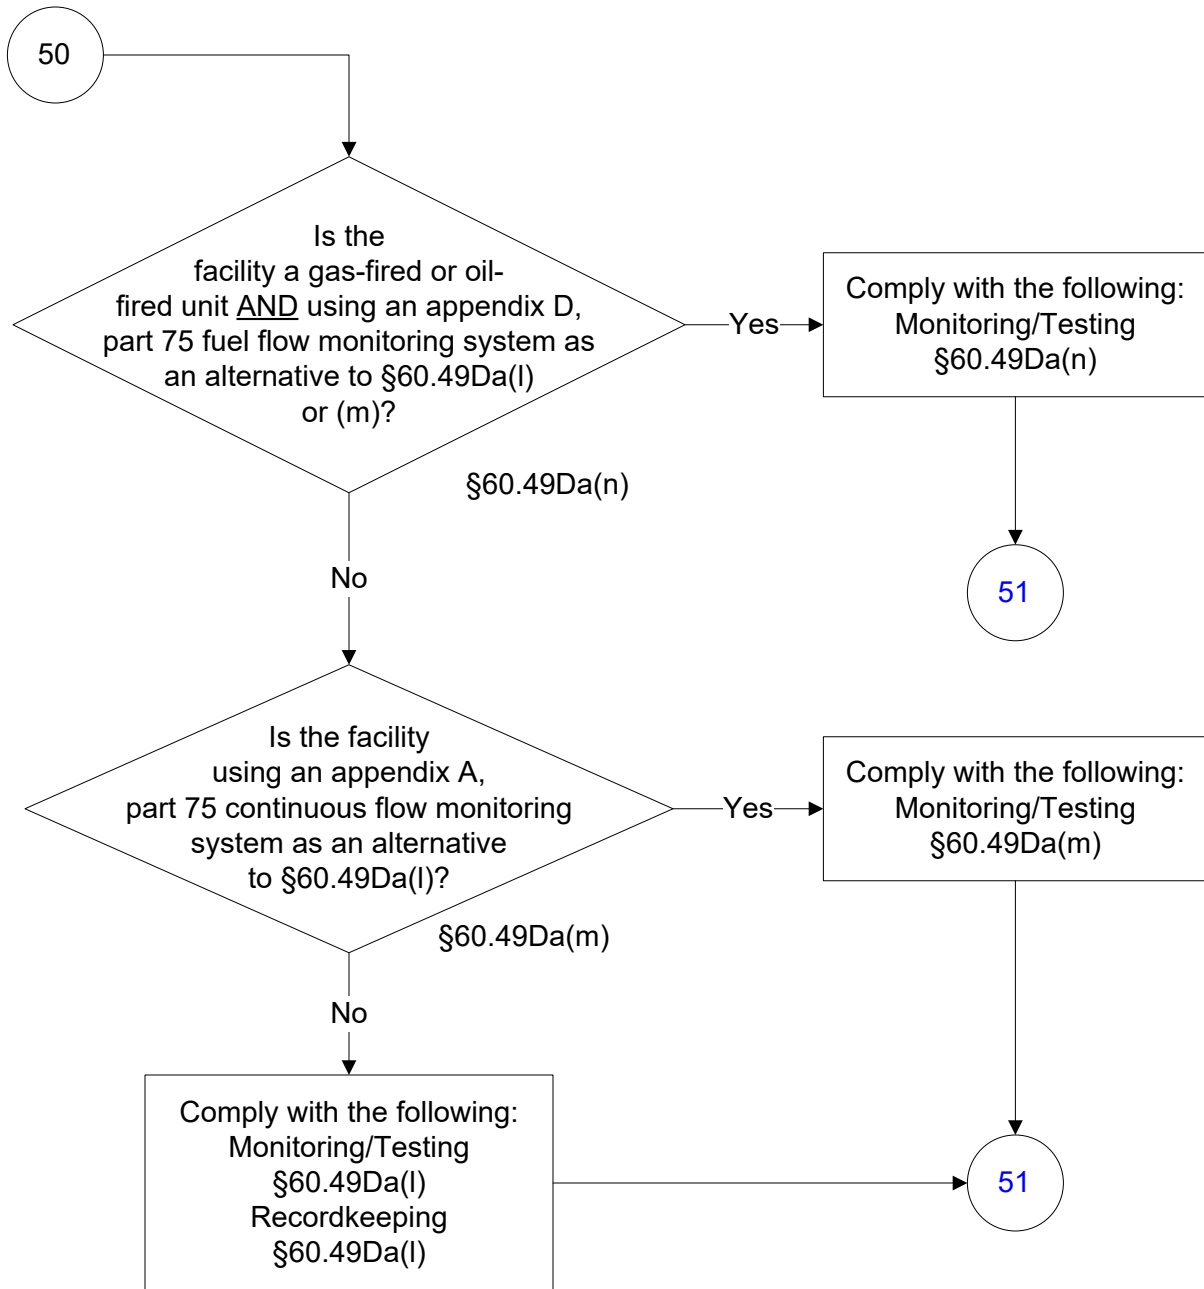 50
Is the
facility a gas-fired or oil-
fired unit AND using an appendix D,
part 75 fuel flow monitoring system as
an alternative to §60.49Da(l)
or (m)?
Yes
Comply with the following:
Monitoring/Testing
§60.49Da(n)
§60.49Da(n)
No
51
Is the facility
using an appendix A,
part 75 continuous flow monitoring
system as an alternative
to §60.49Da(l)?
Yes
Comply with the following:
Monitoring/Testing
§60.49Da(m)
§60.49Da(m)
No
Comply with the following:
Monitoring/Testing
§60.49Da(l)
Recordkeeping
§60.49Da(l)
51